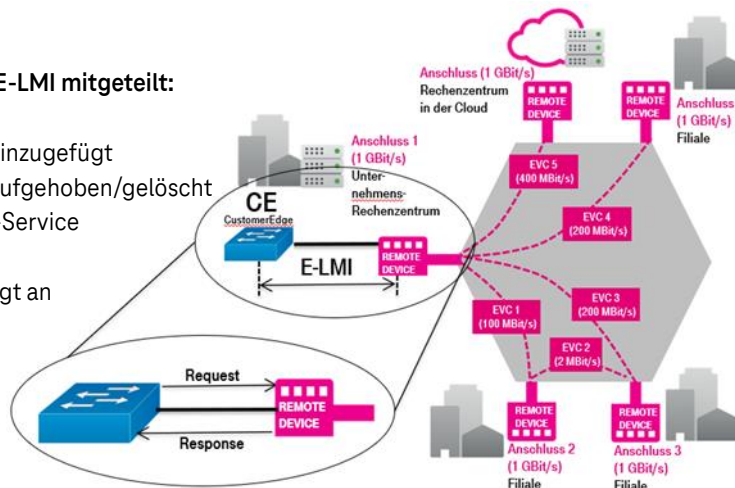 E-LMI mitgeteilt:
inzugefügt
ufgehoben/gelöscht
-Service
gt an
Anschluss 1
(1 GBit/s)
Unter-
nehmens-
Rechenzentrum
CE
CustomerEdge
REMOTE
DEVICE
E-LMI
Request
REMOTE
DEVICE
Response
Anschluss (1 GBit/s)
Rechenzentrum
in der Cloud
REMOTE
DEVICE
REMOTE
DEVICE
Anschluss
(1 GBit/s)
Filiale
EVC 5
(400 MBit/s)
EVC 4
(200 MBit/s)
EVC 3
(200 MBit/s)
EVC 1
(100 MBit/s)
EVC 2
(2 MBit/s)
REMOTE
DEVICE
Anschluss 2
(1 GBit/s)
Filiale
REMOTE
DEVICE
Anschluss 3
(1 GBit/s)
Filiale